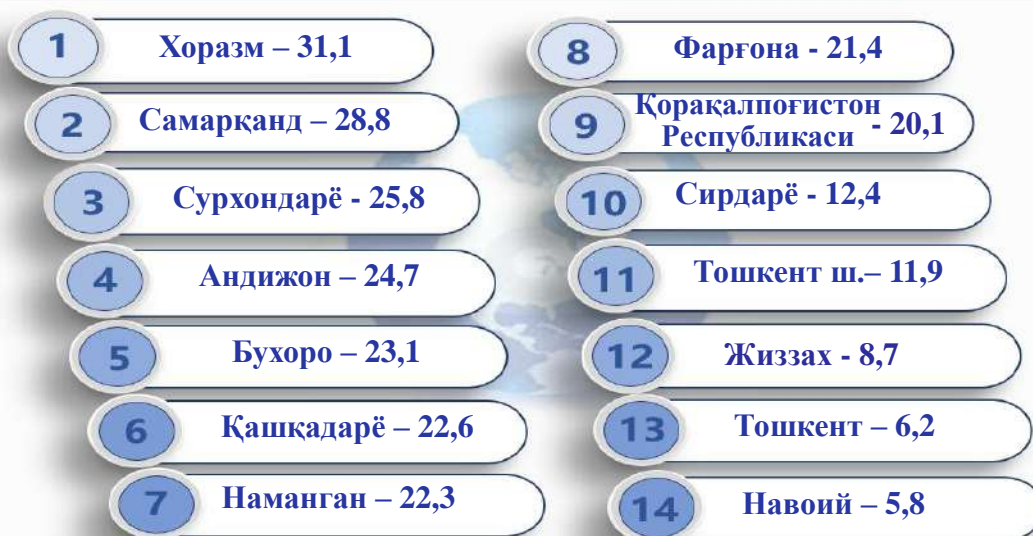 1 Хоразм – 31,1
2 Самарқанд – 28,8
3 Сурхондарё - 25,8
4 Андижон – 24,7
5 Бухоро – 23,1
6 Қашқадарё – 22,6
7 Наманган – 22,3
8 Фарғона - 21,4
9 Қорақалпоғистон
Республикаси - 20,1
10 Сирдарё - 12,4
11 Тошкент ш.– 11,9
12 Жиззах - 8,7
13 Тошкент – 6,2
14 Навоий – 5,8